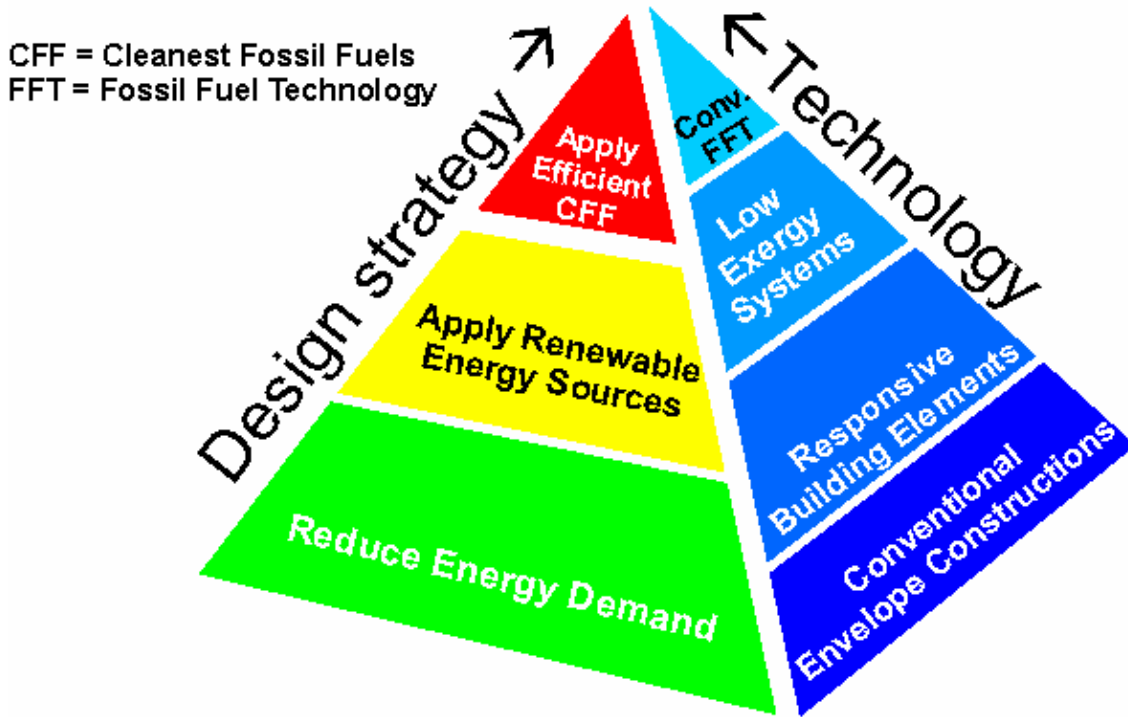 CFF = Cleanest Fossil Fuels
FFT = Fossil Fuel Technology
Design strategy
Technology
Apply
Efficient
CFF
Apply Renewable
Energy Sources
Reduce Energy Demand
Conv.
FFT
Low
Exergy
Systems
Responsive
Building Elements
Conventional
Envelope Constructions